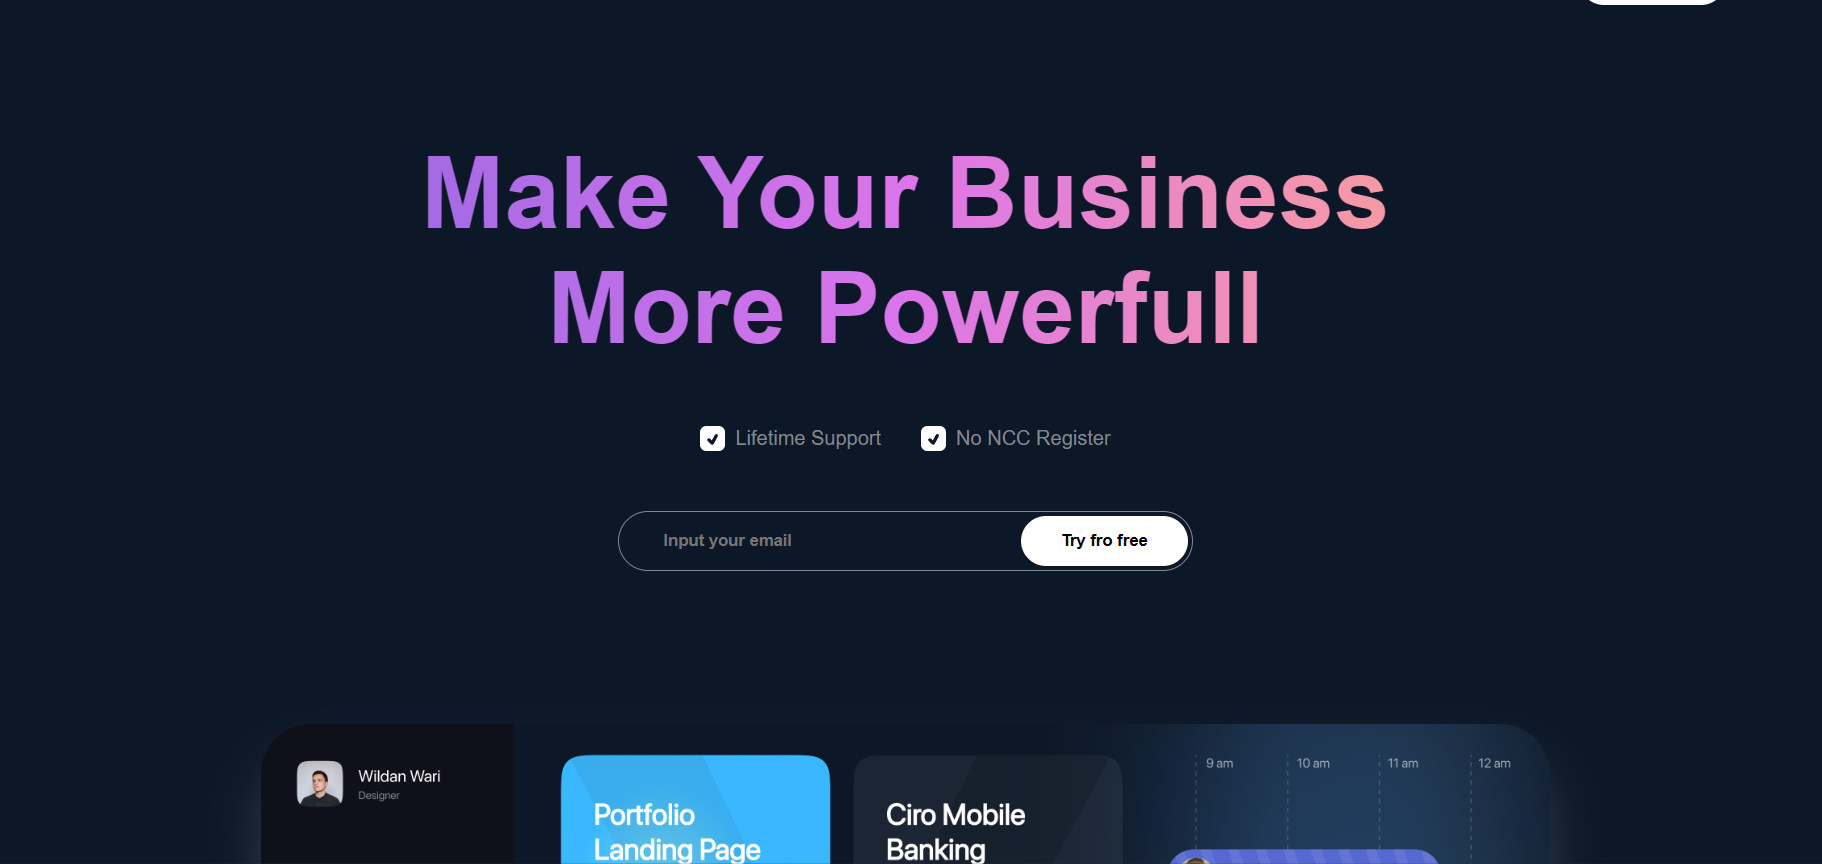 Make Your Business
More Powerfull
Lifetime Support
No NCC Register
Input your email
Try fro free
Wildan Wari
Designer
Portfolio
Landing Page
Ciro Mobile
Banking
9 am
10 am
11 am
12 am